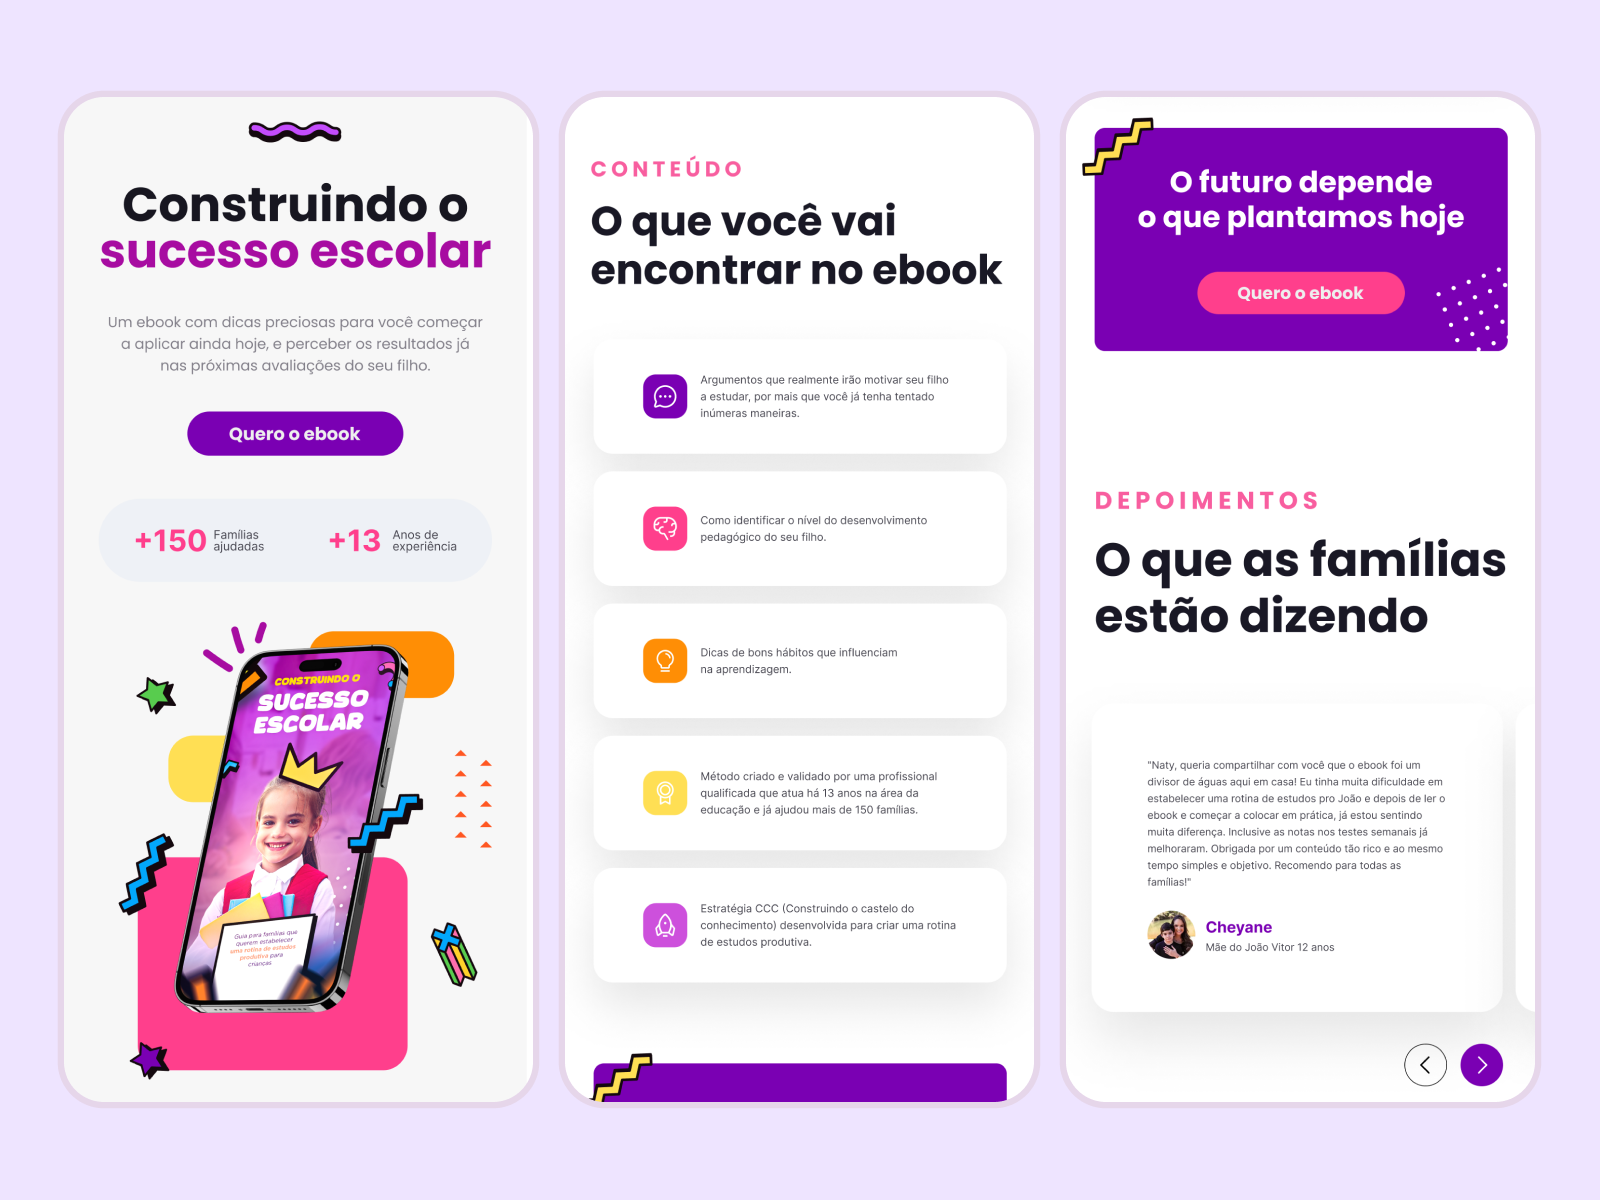 Construindo o
sucesso escolar
Um ebook com dicas preciosas para você começar
a aplicar ainda hoje, e perceber os resultados já
nas próximas avaliações do seu filho.
Quero o ebook
+150 Famílias
ajudadas
+13 Anos de
experiência
CONSTRUINDO O
SUCESSO
ESCOLAR
Guia para famílias que
querem estabelecer
uma rotina de estudos
produtiva para
crianças
CONTEÚDO
O que você vai
encontrar no ebook
Argumentos que realmente irão motivar seu filho
a estudar, por mais que você já tenha tentado
inúmeras maneiras.
Como identificar o nível do desenvolvimento
pedagógico do seu filho.
Dicas de bons hábitos que influenciam
na aprendizagem.
Método criado e validado por uma profissional
qualificada que atua há 13 anos na área da
educação e já ajudou mais de 150 famílias.
Estratégia CCC (Construindo o castelo do
conhecimento) desenvolvida para criar uma rotina
de estudos produtiva.
O futuro depende
o que plantamos hoje
Quero o ebook
DEPOIMENTOS
O que as famílias
estão dizendo
"Naty, queria compartilhar com você que o ebook foi um
divisor de águas aqui em casa! Eu tinha muita dificuldade em
estabelecer uma rotina de estudos pro João e depois de ler o
ebook e começar a colocar em prática, já estou sentindo
muita diferença. Inclusive as notas nos testes semanais já
melhoraram. Obrigada por um conteúdo tão rico e ao mesmo
tempo simples e objetivo. Recomendo para todas as
famílias!"
Cheyane
Mãe do João Vitor 12 anos